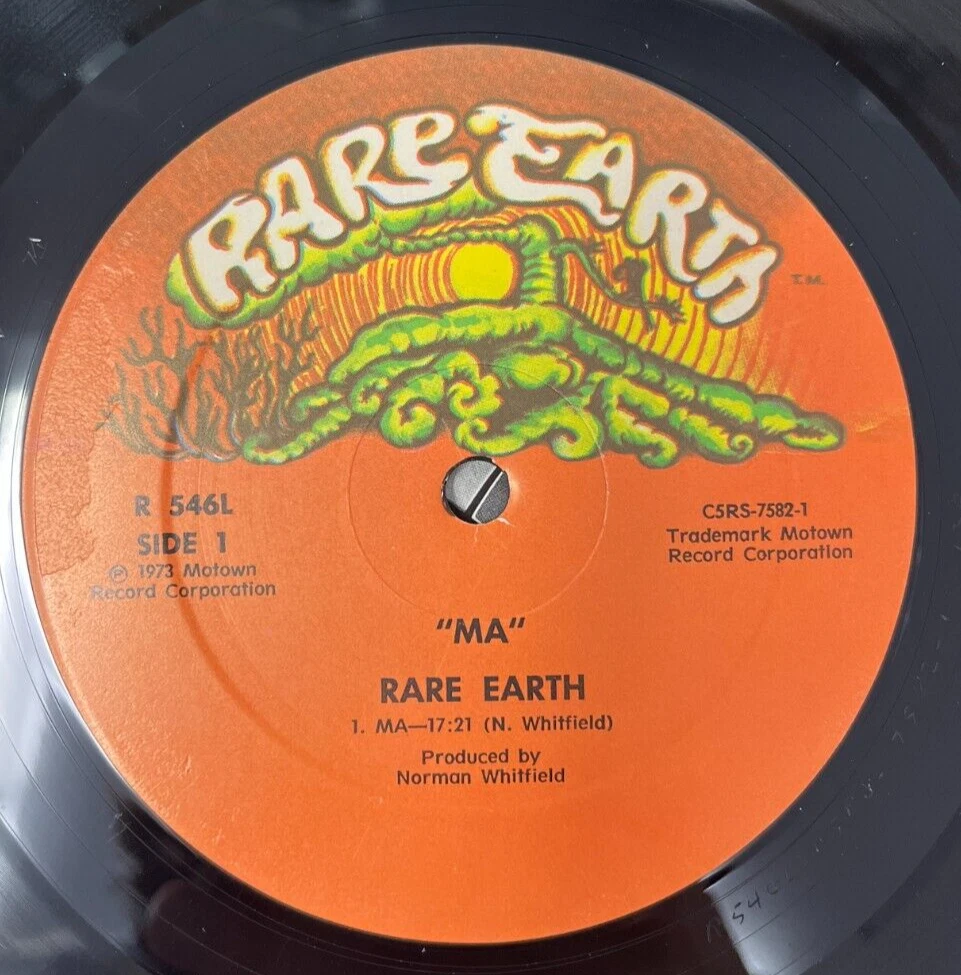 RARE EARTH
T.M.
R 546L
SIDE 1
℗ 1973 Motown
Record Corporation
C5RS-7582-1
Trademark Motown
Record Corporation
"MA"
RARE EARTH
1. MA—17:21 (N. Whitfield)
Produced by
Norman Whitfield